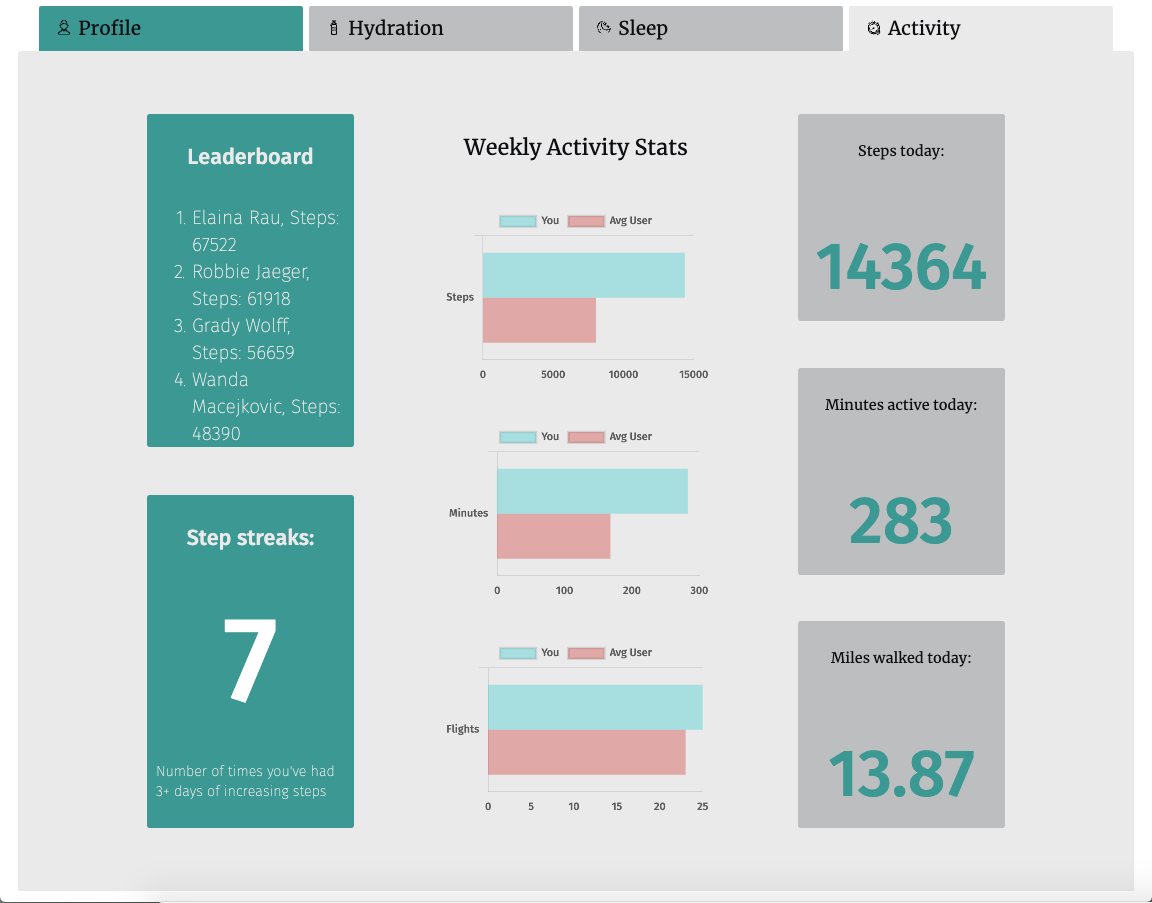 Profile
Hydration
Sleep
Activity
Leaderboard
1. Elaina Rau, Steps:
67522
2. Robbie Jaeger,
Steps: 61918
3. Grady Wolff,
Steps: 56659
4. Wanda
Macejkovic, Steps:
48390
Step streaks:
7
Number of times you've had
3+ days of increasing steps
Weekly Activity Stats
You Avg User
Steps
0 5000 10000 15000
You Avg User
Minutes
0 100 200 300
You Avg User
Flights
0 5 10 15 20 25
Steps today:
14364
Minutes active today:
283
Miles walked today:
13.87